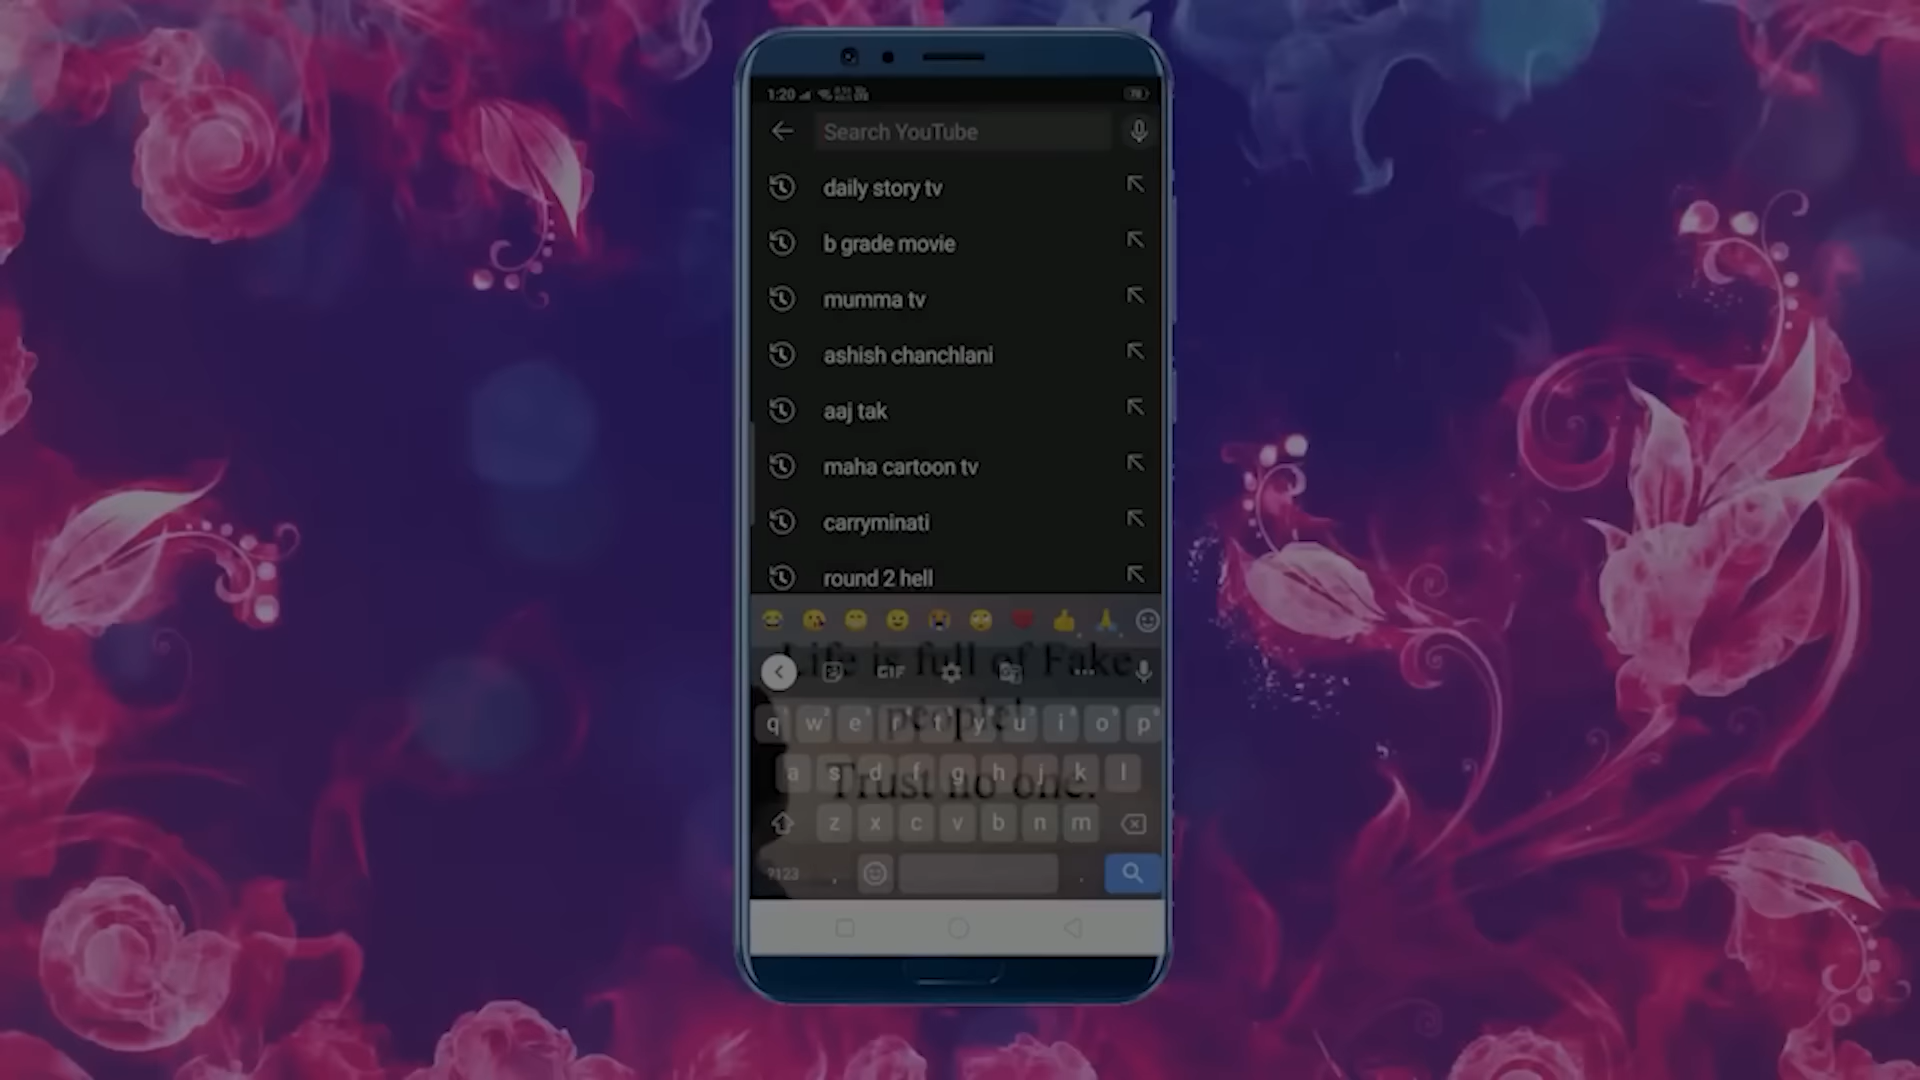 1:20
78
Search YouTube
daily story tv
b grade movie
mumma tv
ashish chanchlani
aaj tak
maha cartoon tv
carryminati
round 2 hell
Life is full of Fake
people!
Trust no one.
GIF
q w e r t y u i o p
a s d f g h j k l
z x c v b n m
?123 , .